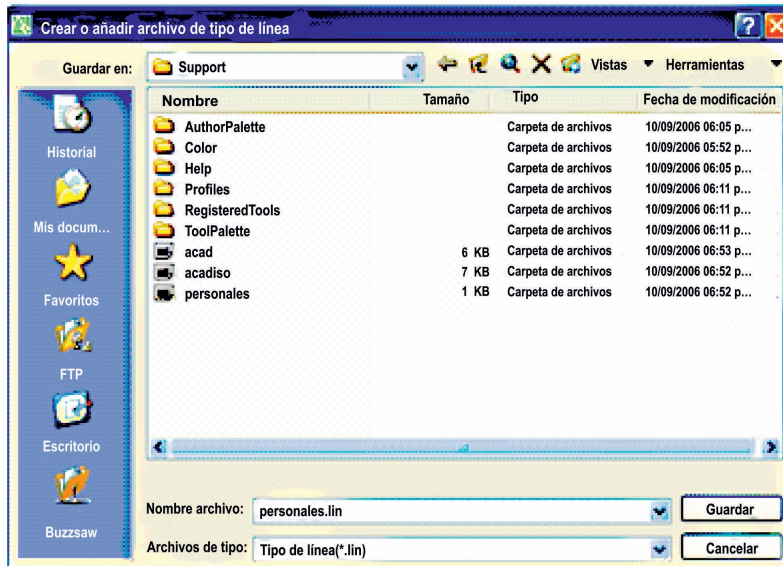 Crear o añadir archivo de tipo de línea
Guardar en: Support Vistas Herramientas
Nombre Tamaño Tipo Fecha de modificación
AuthorPalette Carpeta de archivos 10/09/2006 06:05 p...
Color Carpeta de archivos 10/09/2006 05:52 p...
Help Carpeta de archivos 10/09/2006 06:05 p...
Profiles Carpeta de archivos 10/09/2006 06:11 p...
RegisteredTools Carpeta de archivos 10/09/2006 06:11 p...
ToolPalette Carpeta de archivos 10/09/2006 06:11 p...
acad 6 KB Carpeta de archivos 10/09/2006 06:53 p...
acadiso 7 KB Carpeta de archivos 10/09/2006 06:52 p...
personales 1 KB Carpeta de archivos 10/09/2006 06:52 p...
Historial
Mis docum...
Favoritos
FTP
Escritorio
Buzzsaw
Nombre archivo: personales.lin Guardar
Archivos de tipo: Tipo de línea(*.lin) Cancelar